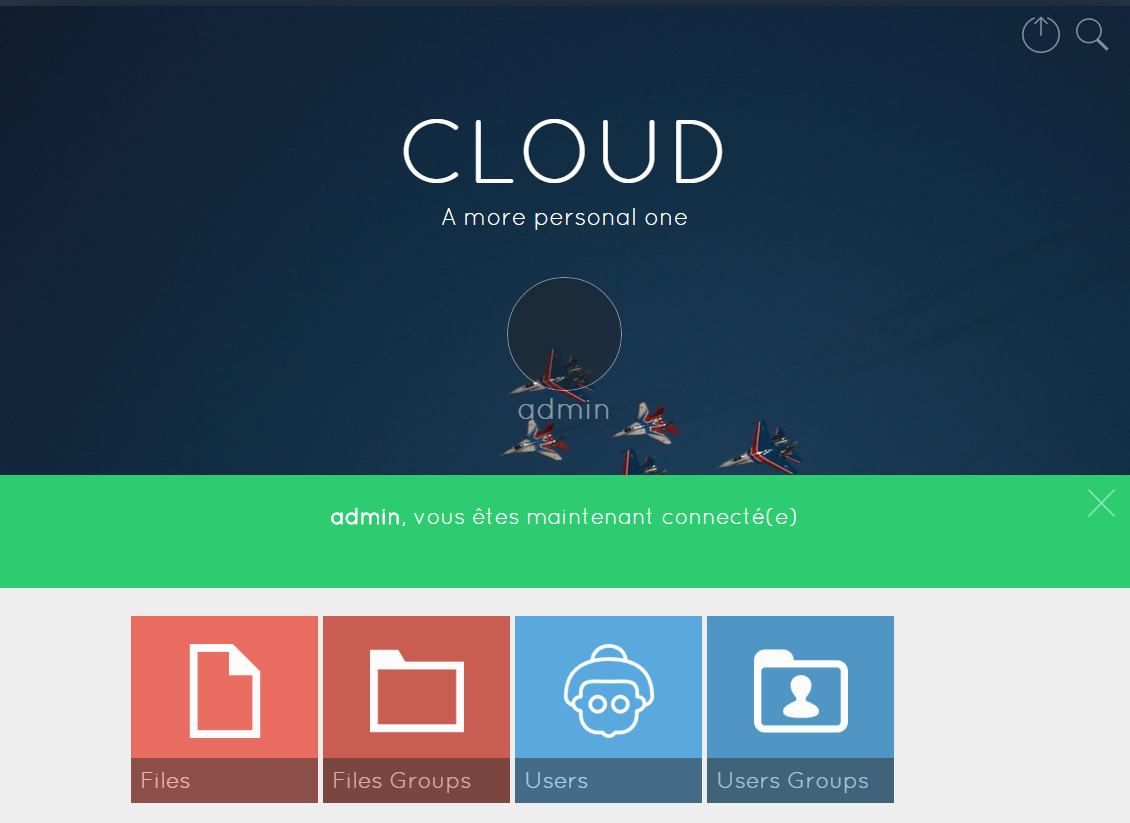 CLOUD
A more personal one
admin
admin, vous êtes maintenant connecté(e)
Files
Files Groups
Users
Users Groups